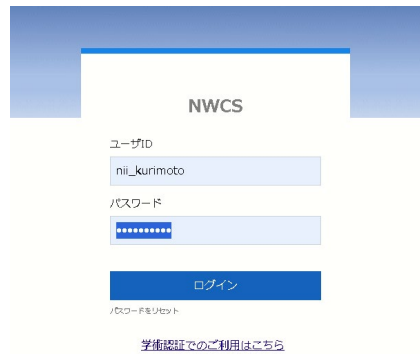 NWCS
ユーザID
nii_kurimoto
パスワード
••••••••••
ログイン
パスワードをリセット
学術認証でのご利用はこちら